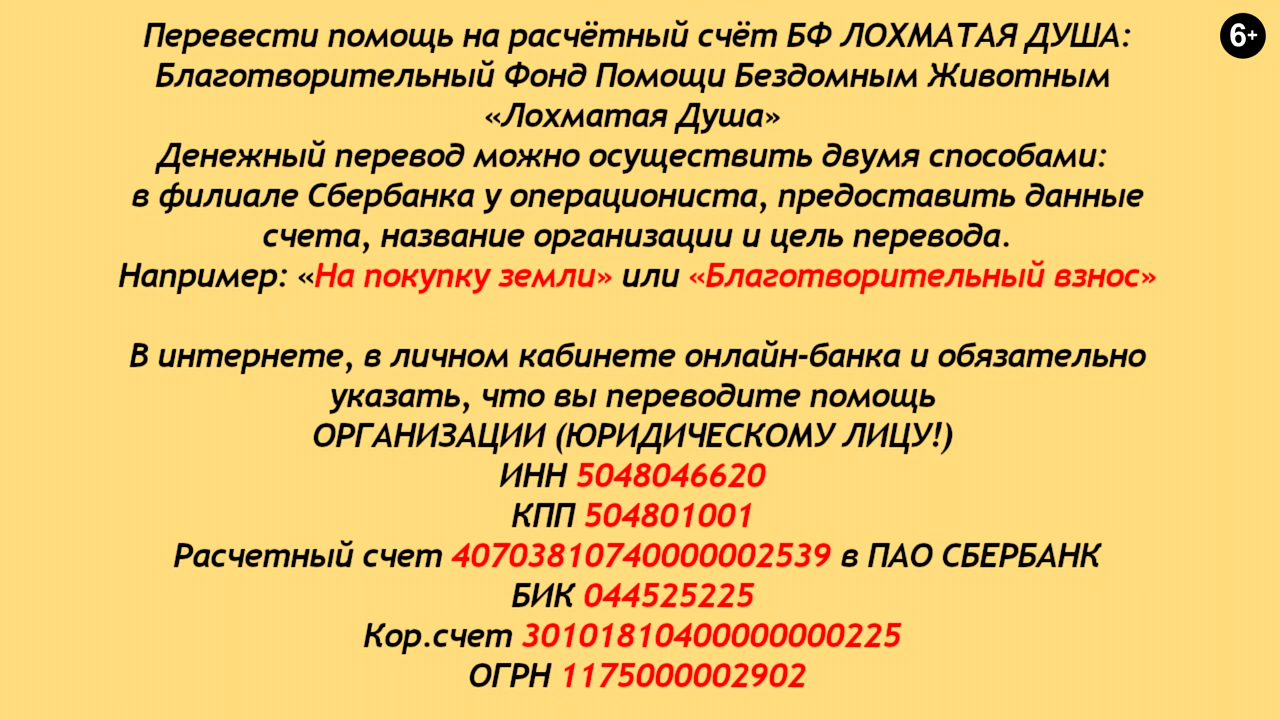 Перевести помощь на расчётный счёт БФ ЛОХМАТАЯ ДУША:
6+
Благотворительный Фонд Помощи Бездомным Животным
«Лохматая Душа»
Денежный перевод можно осуществить двумя способами:
в филиале Сбербанка у операциониста, предоставить данные
счета, название организации и цель перевода.
Например: «На покупку земли» или «Благотворительный взнос»
В интернете, в личном кабинете онлайн-банка и обязательно
указать, что вы переводите помощь
ОРГАНИЗАЦИИ (ЮРИДИЧЕСКОМУ ЛИЦУ!)
ИНН 5048046620
КПП 504801001
Расчетный счет 40703810740000002539 в ПАО СБЕРБАНК
БИК 044525225
Кор.счет 30101810400000000225
ОГРН 1175000002902